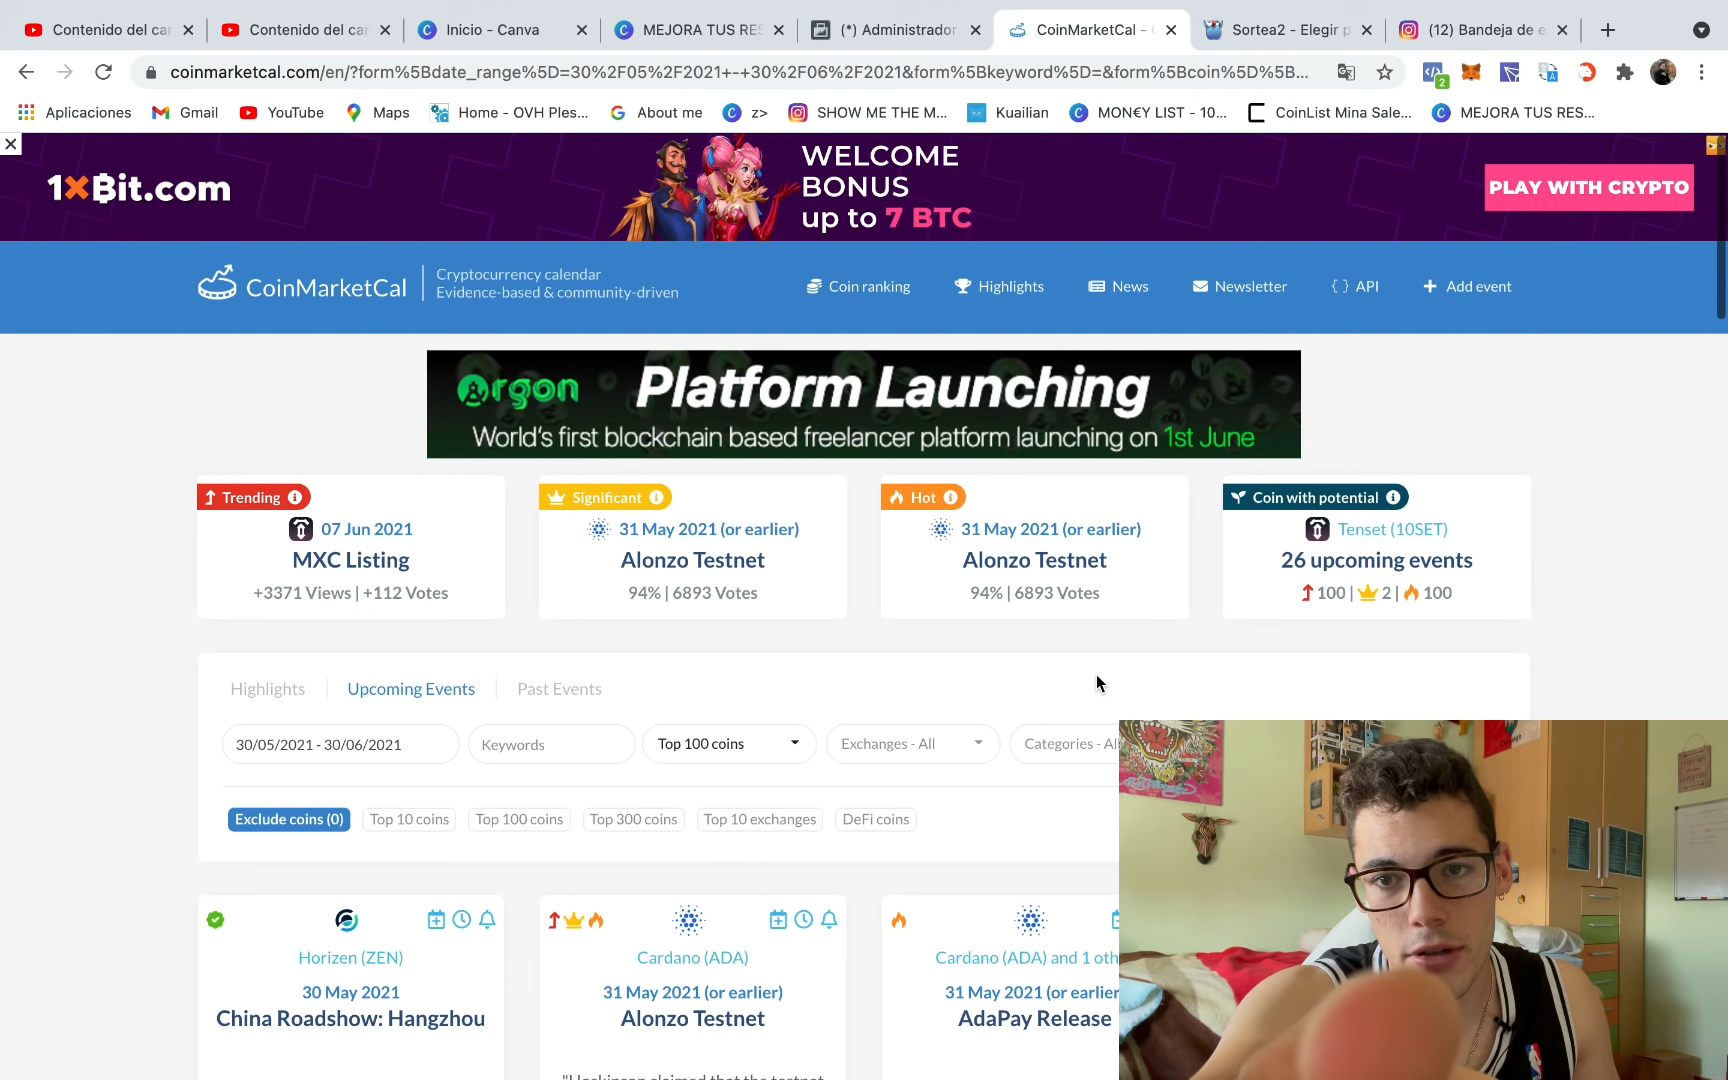 Contenido del car
Contenido del car
Inicio - Canva
MEJORA TUS RES
(*) Administrador
CoinMarketCal -
Sortea2 - Elegir p
(12) Bandeja de e
coinmarketcal.com/en/?form%5Bdate_range%5D=30%2F05%2F2021+-+30%2F06%2F2021&form%5Bkeyword%5D=&form%5Bcoin%5D%5B...
2
Aplicaciones
Gmail
YouTube
Maps
Home - OVH Ples...
About me
z>
SHOW ME THE M...
Kuailian
MON€Y LIST - 10...
CoinList Mina Sale...
MEJORA TUS RES...
1xBit.com
WELCOME
BONUS
up to 7 BTC
PLAY WITH CRYPTO
CoinMarketCal
Cryptocurrency calendar
Evidence-based & community-driven
Coin ranking
Highlights
News
Newsletter
API
Add event
Argon
Platform Launching
World's first blockchain based freelancer platform launching on 1st June
Trending
07 Jun 2021
MXC Listing
+3371 Views | +112 Votes
Significant
31 May 2021 (or earlier)
Alonzo Testnet
94% | 6893 Votes
Hot
31 May 2021 (or earlier)
Alonzo Testnet
94% | 6893 Votes
Coin with potential
Tenset (10SET)
26 upcoming events
100 | 2 | 100
Highlights
Upcoming Events
Past Events
30/05/2021 - 30/06/2021
Keywords
Top 100 coins
Exchanges - All
Categories - All
Exclude coins (0)
Top 10 coins
Top 100 coins
Top 300 coins
Top 10 exchanges
DeFi coins
Horizen (ZEN)
30 May 2021
China Roadshow: Hangzhou
Cardano (ADA)
31 May 2021 (or earlier)
Alonzo Testnet
"Hoskinson claimed that the testnet
Cardano (ADA) and 1 oth
31 May 2021 (or earlier
AdaPay Release